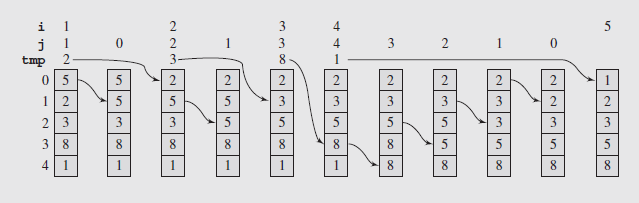 i 1 2 3 4 5
j 1 0 2 1 3 4 3 2 1 0
tmp 2 3 8 1
0 5 5 2 2 2 2 2 2 2 2 1
1 2 5 5 5 3 3 3 3 3 2 2
2 3 3 3 5 5 5 5 5 3 3 3
3 8 8 8 8 8 8 8 5 5 5 5
4 1 1 1 1 1 1 8 8 8 8 8